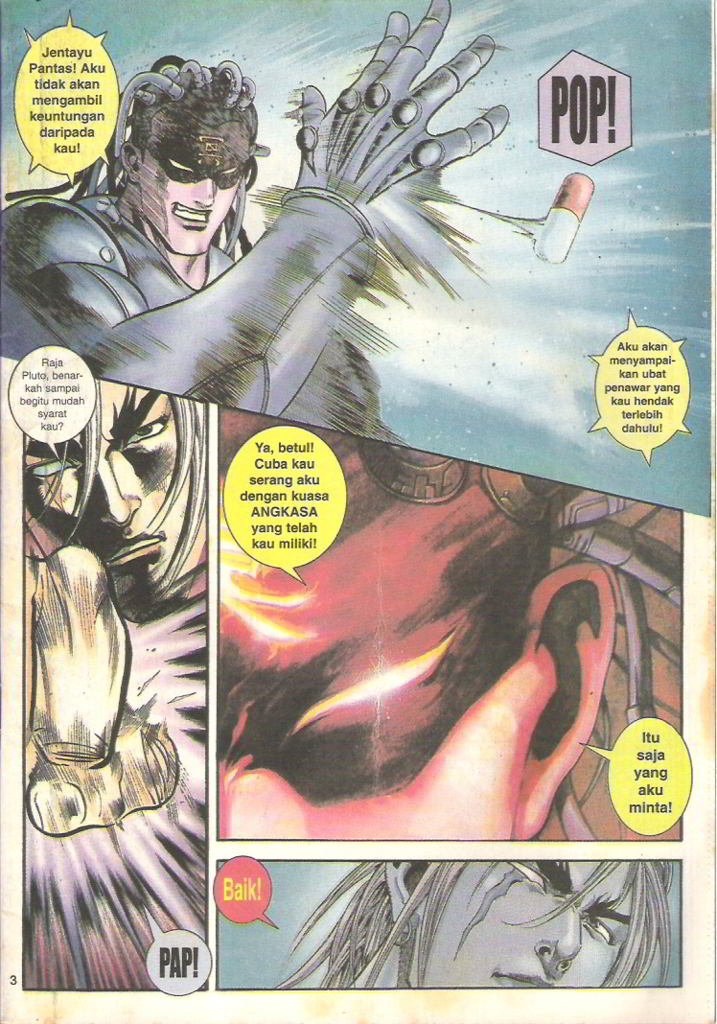 Jentayu
Pantas! Aku
tidak akan
mengambil
keuntungan
daripada
kau!
POP!
Aku akan
menyampai-
kan ubat
penawar yang
kau hendak
terlebih
dahulu!
Raja
Pluto, benar-
kah sampai
begitu mudah
syarat
kau?
Ya, betul!
Cuba kau
serang aku
dengan kuasa
ANGKASA
yang telah
kau miliki!
Itu
saja
yang
aku
minta!
Baik!
PAP!
3